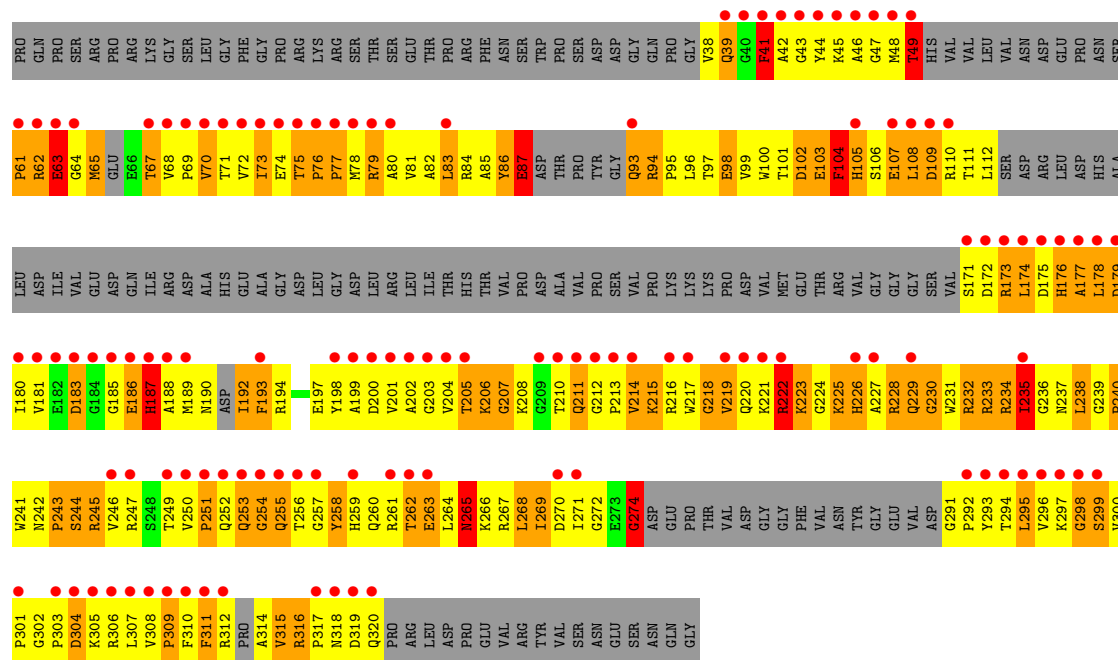 PRO GLN PRO SER ARG PRO ARG LYS GLY SER LEU GLY PHE GLY PRO ARG LYS ARG THR SER GLU THR PRO ARG PHE ASN SER TRP PRO SER ASP ASP GLY GLN PRO GLY V38 Q39 G40 F41 A42 G43 Y44 K45 A46 G47 M48 T49 HIS VAL VAL LEU VAL ASN ASP GLU PRO ASN SER
P61 R62 E63 G64 M65 GLU E66 T67 V68 P69 V70 T71 V72 I73 E74 T75 P76 P77 M78 R79 A80 V81 A82 L83 R84 A85 Y86 E87 ASP THR PRO TYR GLY Q93 R94 P95 L96 T97 E98 V99 W100 T101 D102 E103 F104 H105 S106 E107 L108 D109 R110 T111 L112 SER ASP ARG LEU ASP HIS ALA
LEU ASP ILE VAL GLU ASP GLN ILE ARG ASP ALA HIS GLU ALA GLY ASP LEU GLY ASP LEU ARG LEU ILE THR HIS THR VAL PRO ASP ALA VAL PRO SER VAL PRO LYS LYS LYS PRO ASP VAL MET GLU THR ARG VAL GLY GLY GLY SER VAL S171 D172 R173 L174 D175 H176 A177 L178 D179
I180 V181 E182 D183 G184 G185 E186 H187 A188 M189 N190 ASP I192 F193 R194 E197 Y198 A199 D200 V201 A202 G203 V204 T205 K206 G207 K208 G209 T210 Q211 G212 P213 V214 K215 R216 W217 G218 V219 Q220 K221 R222 K223 G224 K225 H226 A227 R228 Q229 G230 W231 R232 R233 R234 I235 G236 N237 L238 G239 P240
W241 N242 P243 S244 R245 V246 R247 S248 T249 V250 P251 Q252 Q253 G254 Q255 T256 G257 Y258 H259 Q260 R261 T262 E263 L264 N265 K266 R267 L268 I269 D270 I271 G272 E273 G274 ASP GLU PRO THR VAL ASP GLY GLY PHE VAL ASN TYR GLY GLU VAL ASP G291 P292 Y293 T294 L295 V296 K297 G298 S299 V300
P301 G302 P303 D304 K305 R306 L307 V308 P309 F310 F311 R312 PRO A314 V315 R316 P317 N318 D319 Q320 PRO ARG LEU ASP PRO GLU VAL ARG TYR VAL SER ASN GLU SER ASN GLN GLY